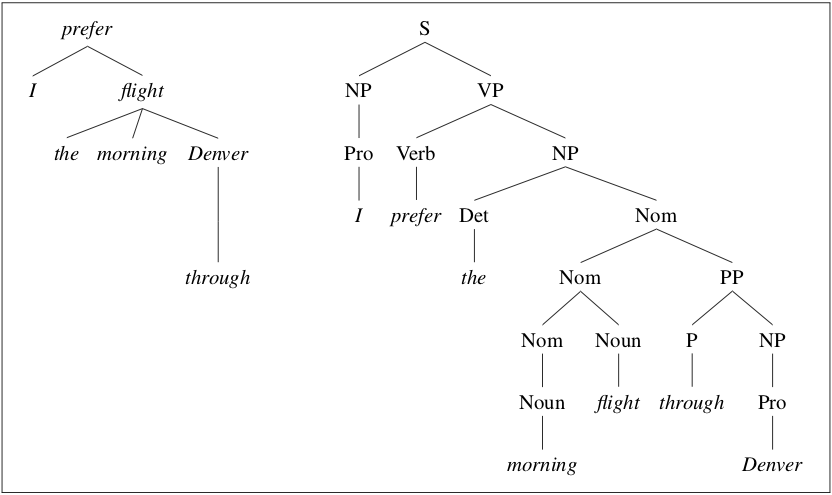 prefer S
I flight NP VP
the morning Denver Pro Verb NP
I prefer Det Nom
through the Nom PP
Nom Noun P NP
Noun flight through Pro
morning Denver